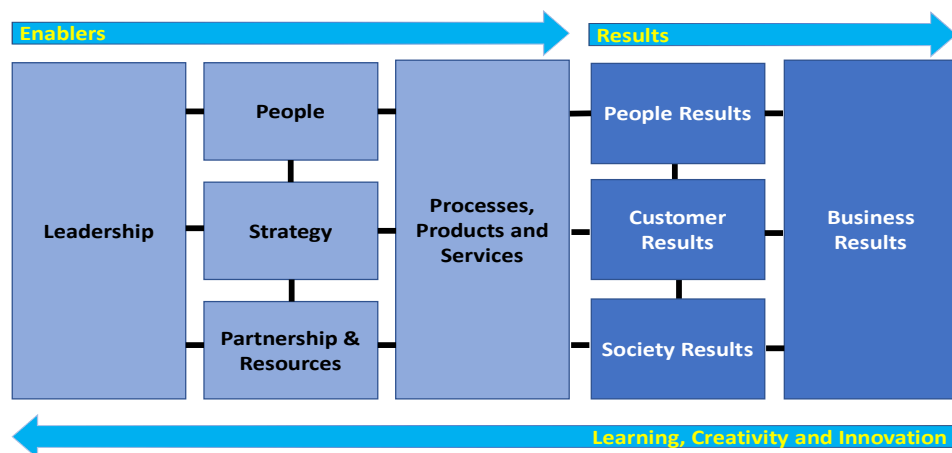 Enablers
Results
Leadership
People
Strategy
Partnership &
Resources
Processes,
Products and
Services
People Results
Customer
Results
Society Results
Business
Results
Learning, Creativity and Innovation